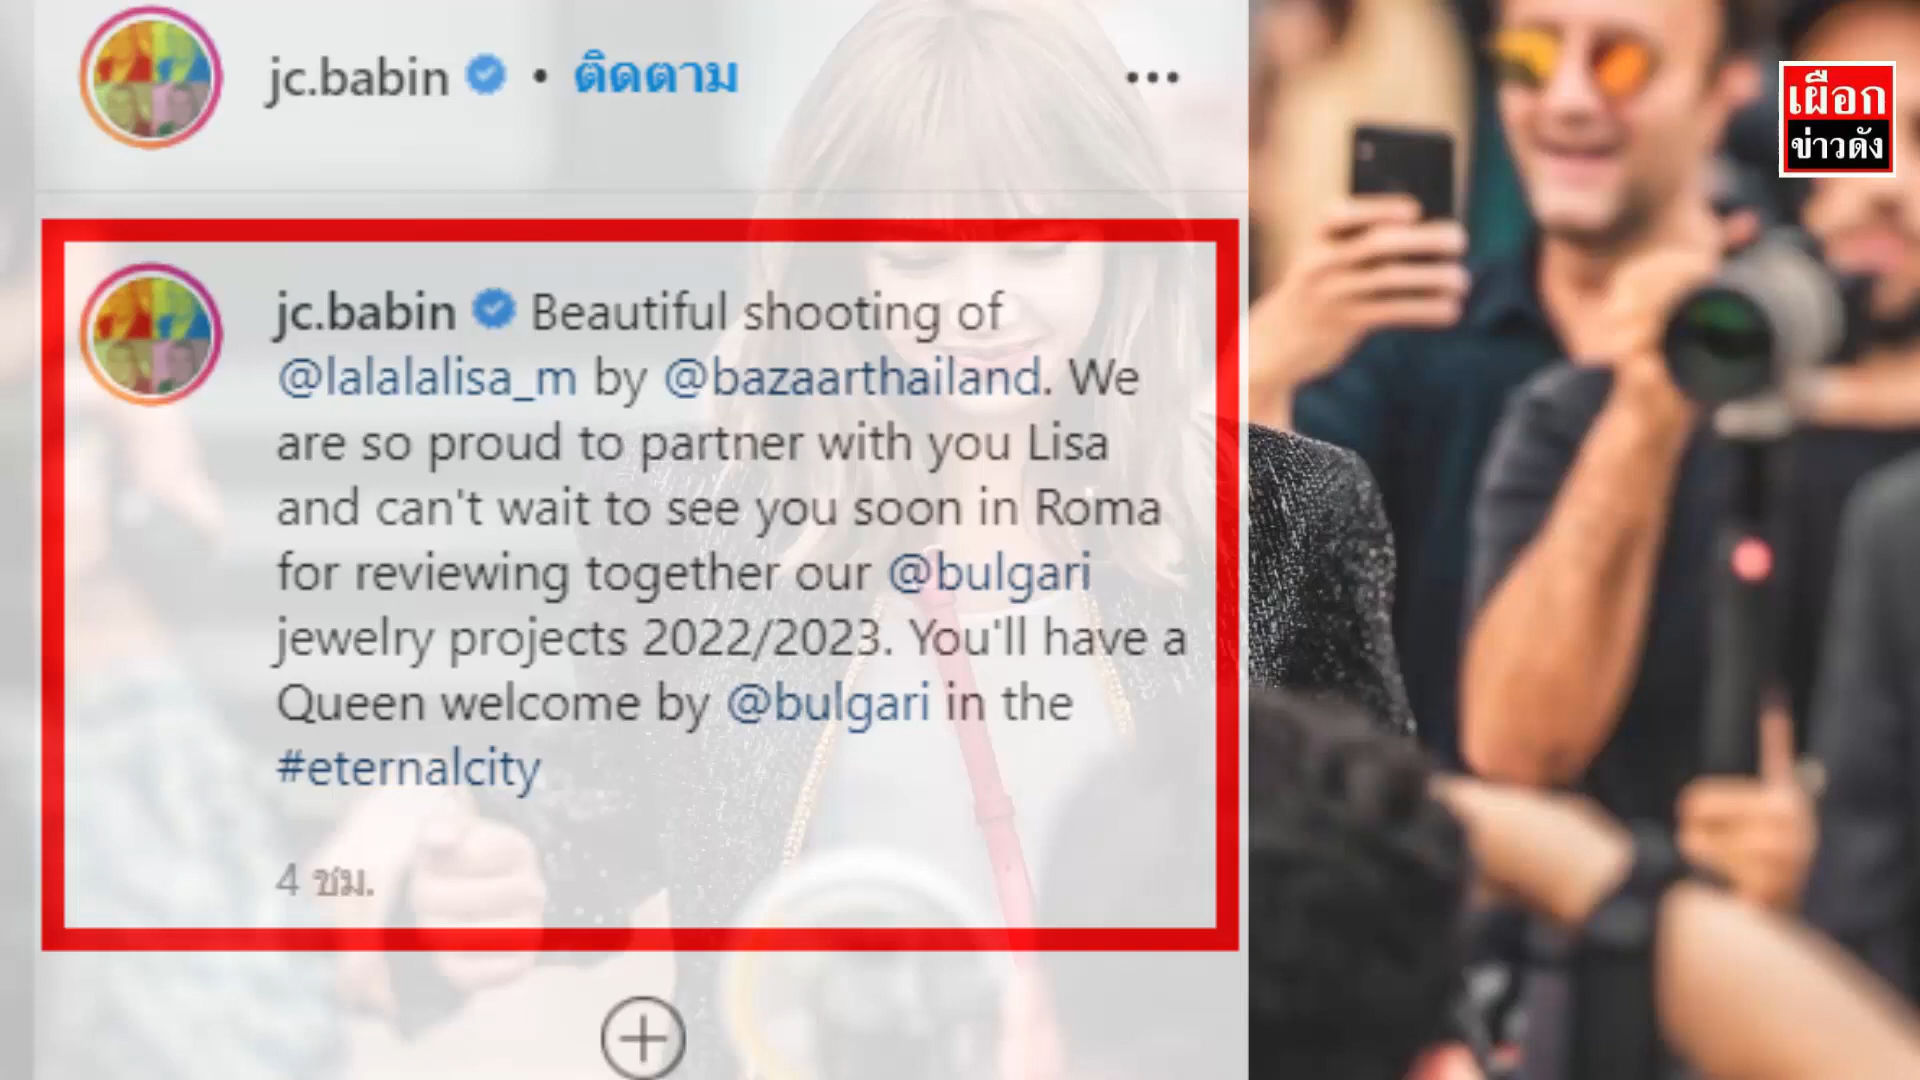 jc.babin • ติดตาม
เผือก
ข่าวดัง
jc.babin Beautiful shooting of
@lalalalisa_m by @bazaarthailand. We
are so proud to partner with you Lisa
and can't wait to see you soon in Roma
for reviewing together our @bulgari
jewelry projects 2022/2023. You'll have a
Queen welcome by @bulgari in the
#eternalcity
4 ชม.